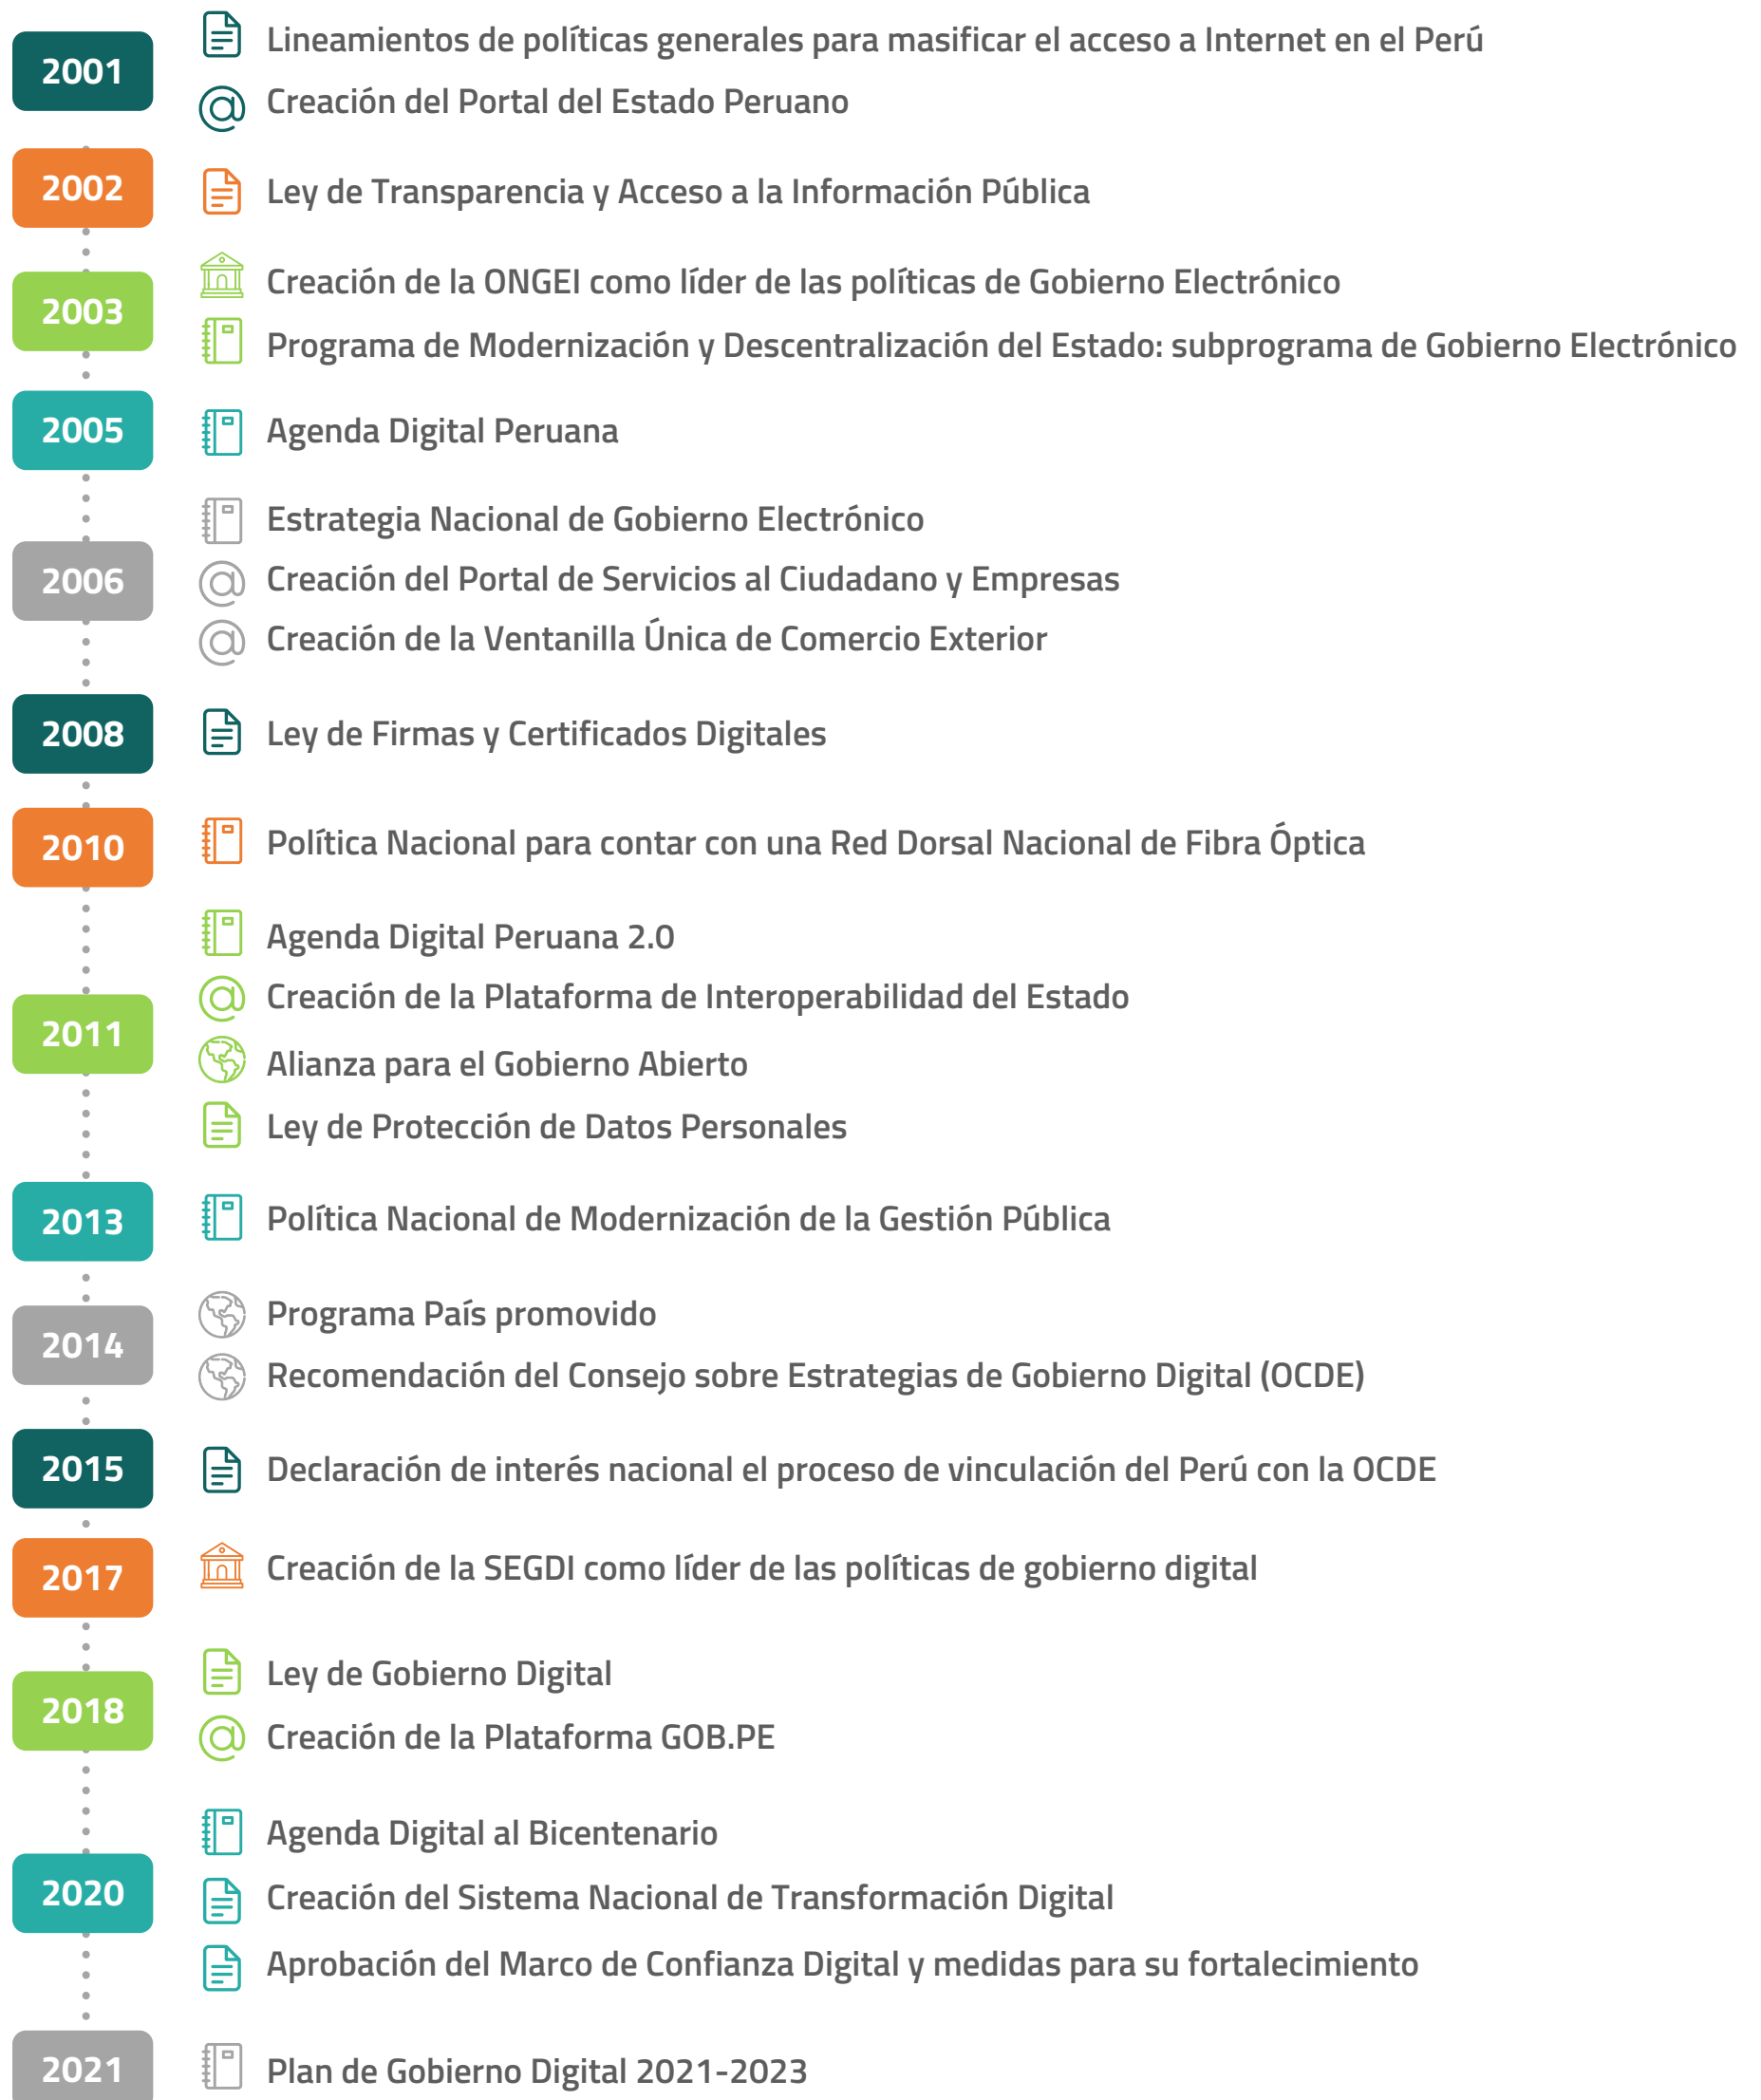 2001
Lineamientos de políticas generales para masificar el acceso a Internet en el Perú
Creación del Portal del Estado Peruano
2002
Ley de Transparencia y Acceso a la Información Pública
2003
Creación de la ONGEI como líder de las políticas de Gobierno Electrónico
Programa de Modernización y Descentralización del Estado: subprograma de Gobierno Electrónico
2005
Agenda Digital Peruana
2006
Estrategia Nacional de Gobierno Electrónico
Creación del Portal de Servicios al Ciudadano y Empresas
Creación de la Ventanilla Única de Comercio Exterior
2008
Ley de Firmas y Certificados Digitales
2010
Política Nacional para contar con una Red Dorsal Nacional de Fibra Óptica
2011
Agenda Digital Peruana 2.0
Creación de la Plataforma de Interoperabilidad del Estado
Alianza para el Gobierno Abierto
Ley de Protección de Datos Personales
2013
Política Nacional de Modernización de la Gestión Pública
2014
Programa País promovido
Recomendación del Consejo sobre Estrategias de Gobierno Digital (OCDE)
2015
Declaración de interés nacional el proceso de vinculación del Perú con la OCDE
2017
Creación de la SEGDI como líder de las políticas de gobierno digital
2018
Ley de Gobierno Digital
Creación de la Plataforma GOB.PE
2020
Agenda Digital al Bicentenario
Creación del Sistema Nacional de Transformación Digital
Aprobación del Marco de Confianza Digital y medidas para su fortalecimiento
2021
Plan de Gobierno Digital 2021-2023